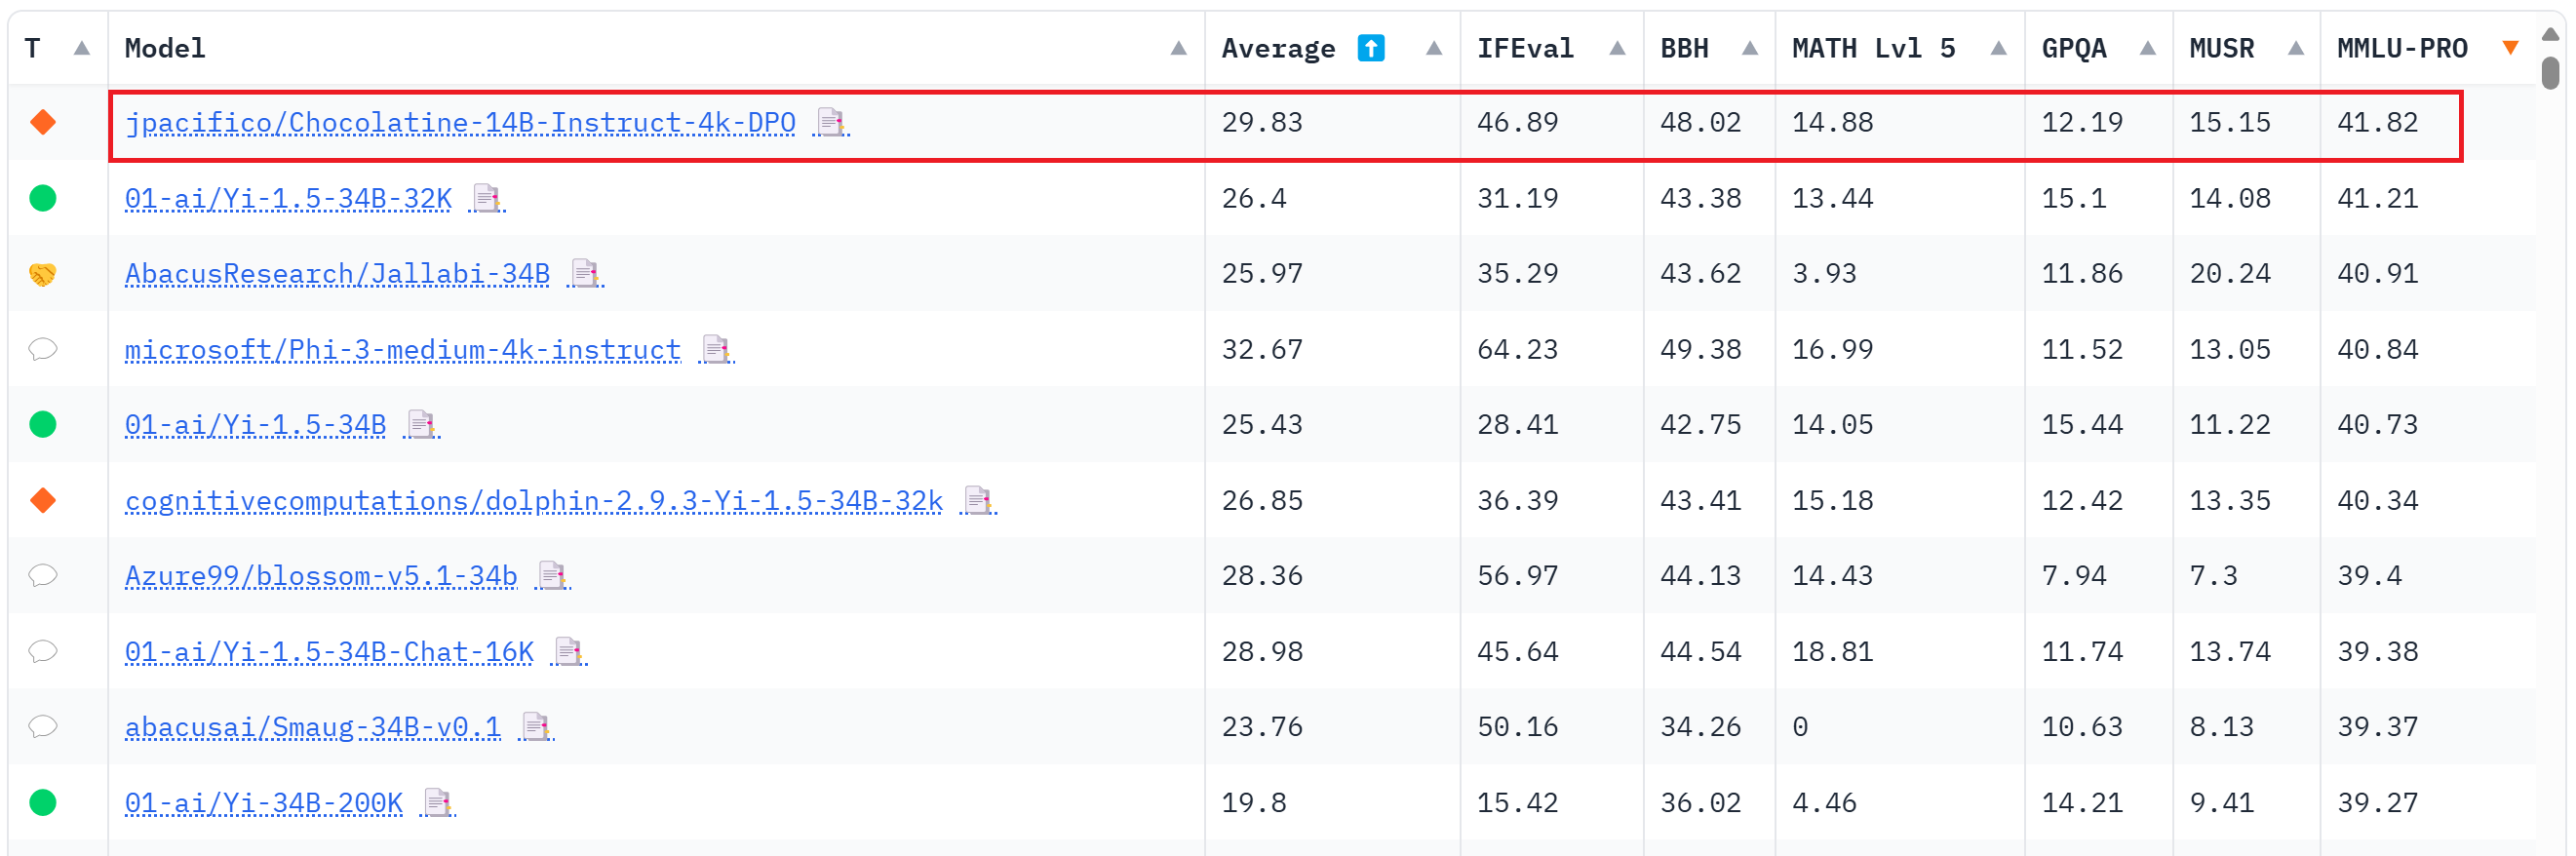 T Model Average IFEval BBH MATH Lvl 5 GPQA MUSR MMLU-PRO
jpacifico/Chocolatine-14B-Instruct-4k-DPO 29.83 46.89 48.02 14.88 12.19 15.15 41.82
01-ai/Yi-1.5-34B-32K 26.4 31.19 43.38 13.44 15.1 14.08 41.21
AbacusResearch/Jallabi-34B 25.97 35.29 43.62 3.93 11.86 20.24 40.91
microsoft/Phi-3-medium-4k-instruct 32.67 64.23 49.38 16.99 11.52 13.05 40.84
01-ai/Yi-1.5-34B 25.43 28.41 42.75 14.05 15.44 11.22 40.73
cognitivecomputations/dolphin-2.9.3-Yi-1.5-34B-32k 26.85 36.39 43.41 15.18 12.42 13.35 40.34
Azure99/blossom-v5.1-34b 28.36 56.97 44.13 14.43 7.94 7.3 39.4
01-ai/Yi-1.5-34B-Chat-16K 28.98 45.64 44.54 18.81 11.74 13.74 39.38
abacusai/Smaug-34B-v0.1 23.76 50.16 34.26 0 10.63 8.13 39.37
01-ai/Yi-34B-200K 19.8 15.42 36.02 4.46 14.21 9.41 39.27